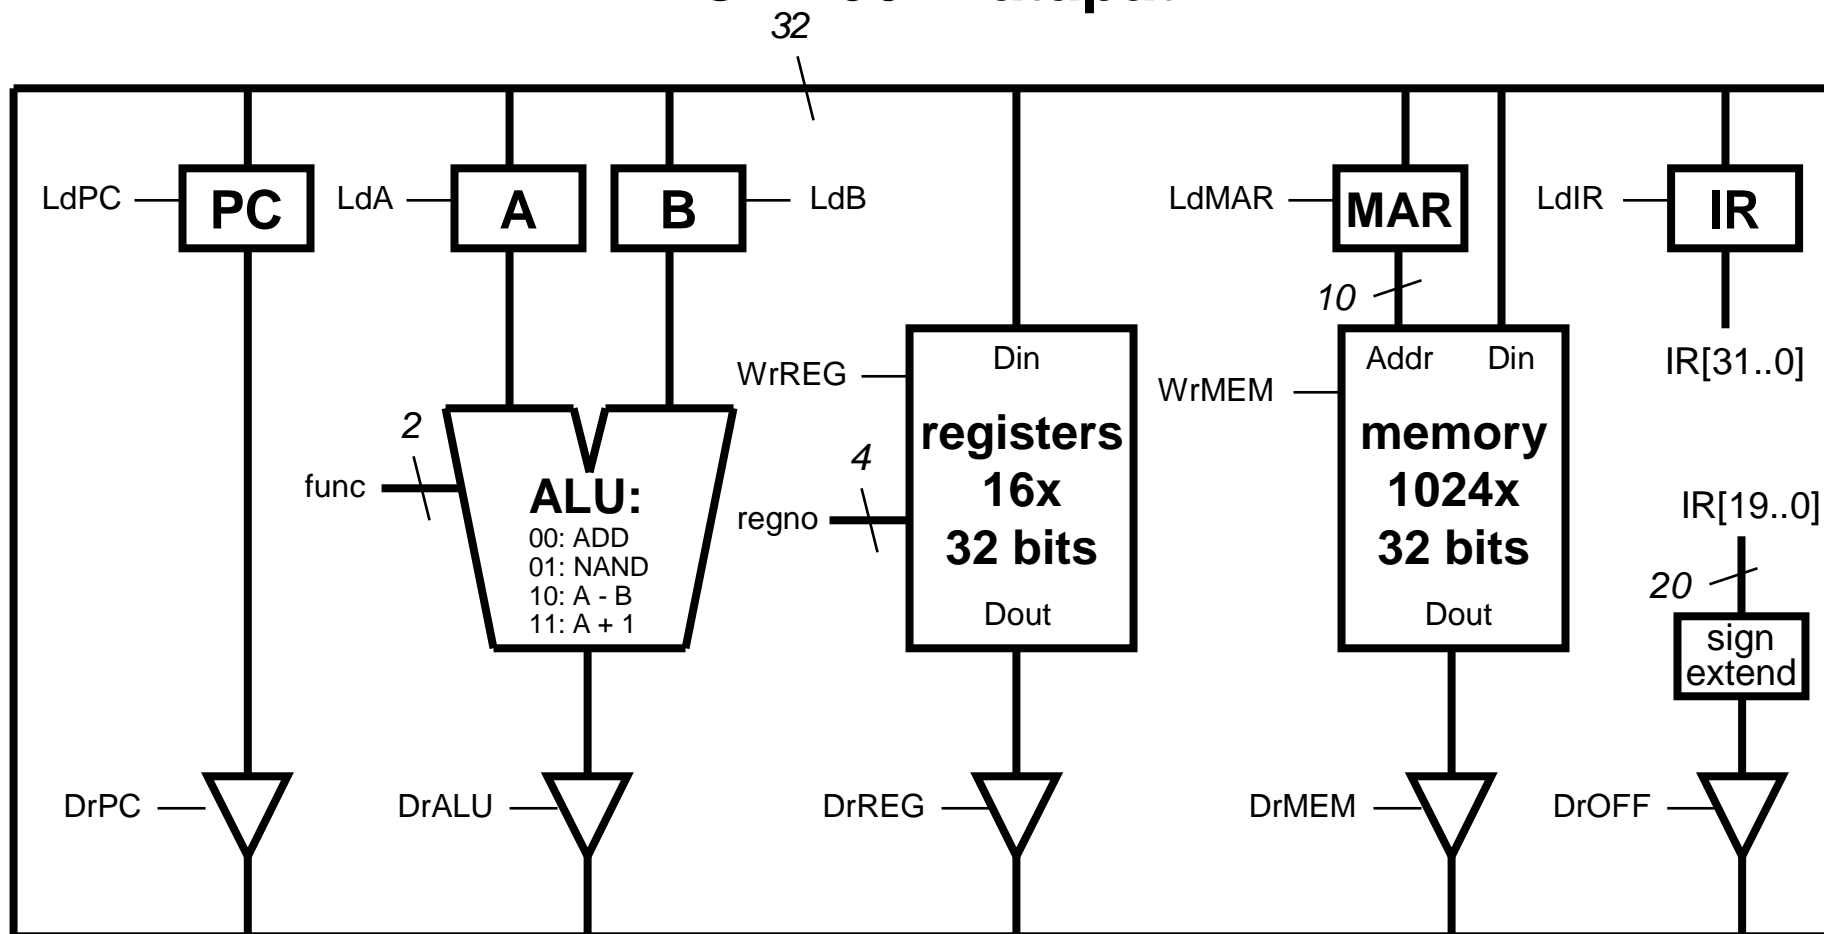 32
LdPC
PC
LdA
A
B
LdB
LdMAR
MAR
LdIR
IR
10
IR[31..0]
WrREG
Din
registers
16x
32 bits
Dout
4
regno
WrMEM
Addr Din
memory
1024x
32 bits
Dout
2
func
ALU:
00: ADD
01: NAND
10: A - B
11: A + 1
IR[19..0]
20
sign
extend
DrPC
DrALU
DrREG
DrMEM
DrOFF